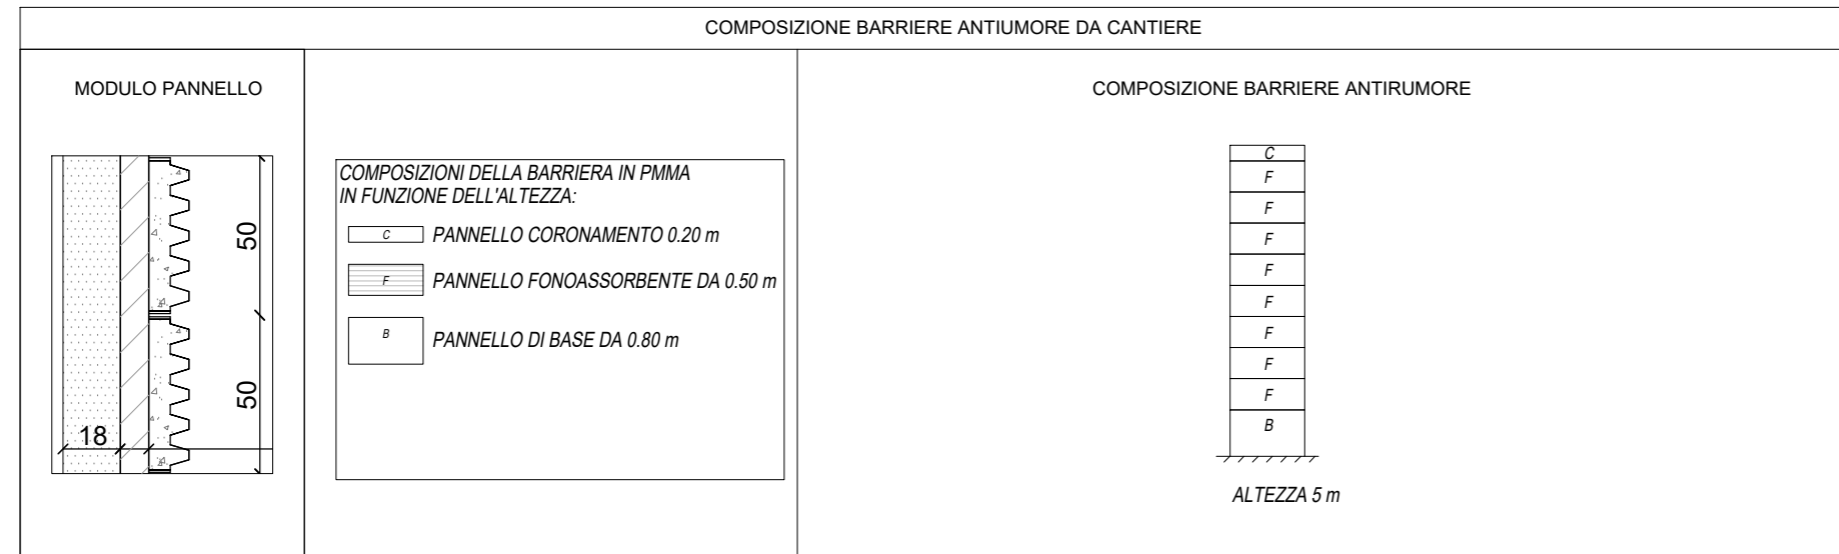 COMPOSIZIONE BARRIERE ANTIUMORE DA CANTIERE
MODULO PANNELLO
50
50
18
COMPOSIZIONI DELLA BARRIERA IN PMMA
IN FUNZIONE DELL'ALTEZZA:
C PANNELLO CORONAMENTO 0.20 m
F PANNELLO FONOASSORBENTE DA 0.50 m
B PANNELLO DI BASE DA 0.80 m
COMPOSIZIONE BARRIERE ANTIRUMORE
C
F
F
F
F
F
F
F
F
B
ALTEZZA 5 m